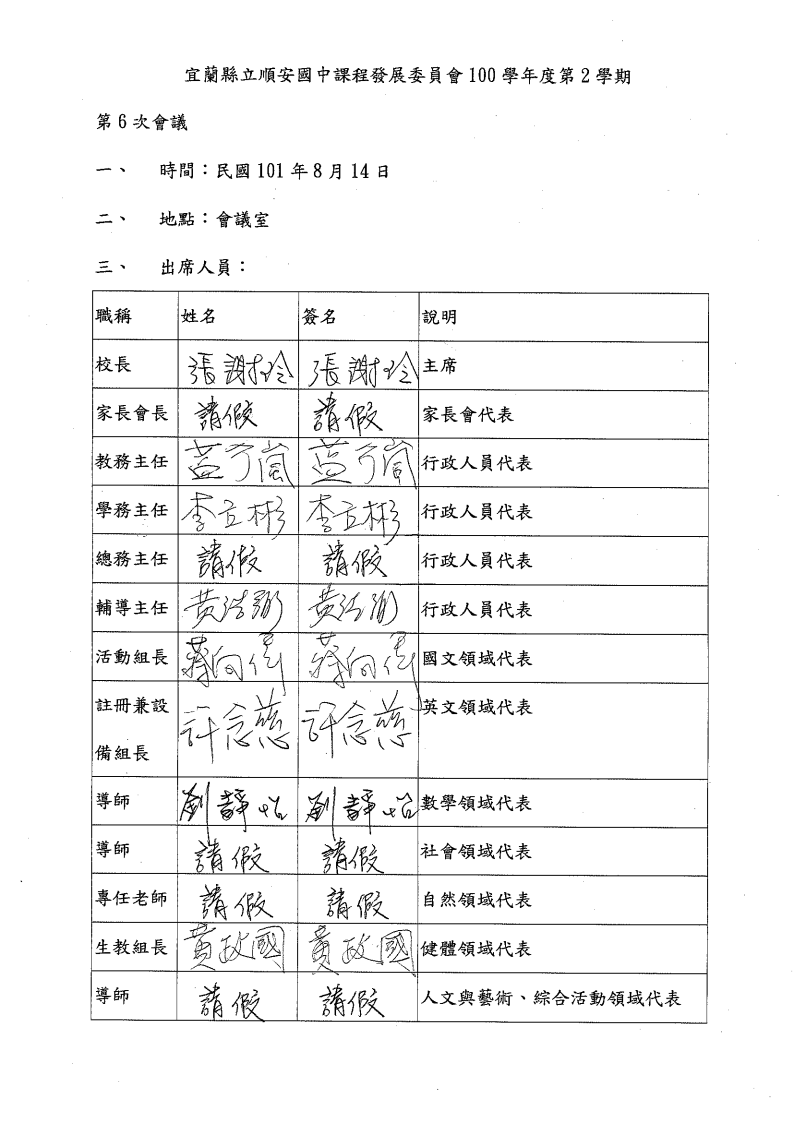 宜蘭縣立順安國中課程發展委員會100學年度第2學期
第6次會議
一、 時間：民國101年8月14日
二、 地點：會議室
三、 出席人員：
職稱 姓名 簽名 說明
校長 張謝 玲 張謝 玲 主席
家長會長 請假 請假 家長會代表
教務主任 行政人員代表
學務主任 李立彬 李立彬 行政人員代表
總務主任 請假 請假 行政人員代表
輔導主任 黃浩 黃浩 行政人員代表
活動組長 蔣向偉 蔣向偉 國文領域代表
註冊兼設 許念慈 許念慈 英文領域代表
備組長
導師 劉靜怡 劉靜怡 數學領域代表
導師 請假 請假 社會領域代表
專任老師 請假 請假 自然領域代表
生教組長 黃政國 黃政國 健體領域代表
導師 請假 請假 人文與藝術、綜合活動領域代表